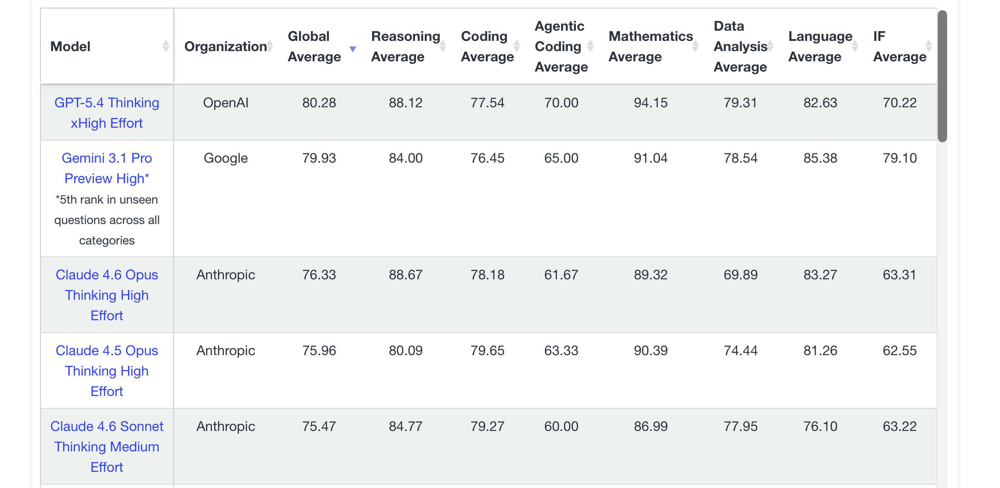 Model
Organization
Global
Average
Reasoning
Average
Coding
Average
Agentic
Coding
Average
Mathematics
Average
Data
Analysis
Average
Language
Average
IF
Average
GPT-5.4 Thinking
xHigh Effort
OpenAI 80.28 88.12 77.54 70.00 94.15 79.31 82.63 70.22
Gemini 3.1 Pro
Preview High*
*5th rank in unseen
questions across all
categories
Google 79.93 84.00 76.45 65.00 91.04 78.54 85.38 79.10
Claude 4.6 Opus
Thinking High
Effort
Anthropic 76.33 88.67 78.18 61.67 89.32 69.89 83.27 63.31
Claude 4.5 Opus
Thinking High
Effort
Anthropic 75.96 80.09 79.65 63.33 90.39 74.44 81.26 62.55
Claude 4.6 Sonnet
Thinking Medium
Effort
Anthropic 75.47 84.77 79.27 60.00 86.99 77.95 76.10 63.22